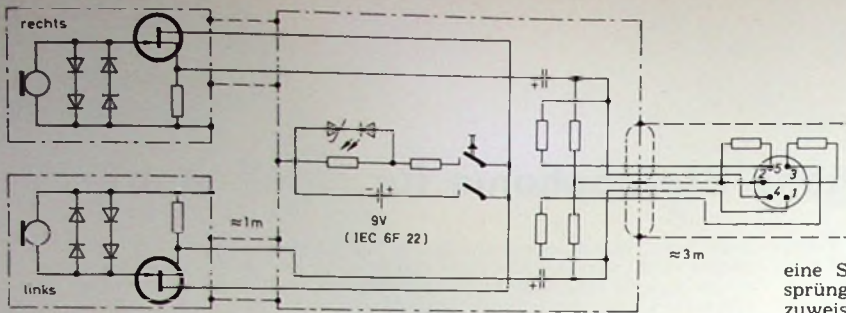 rechts
links
≈1m
9V
(IEC 6F 22)
+
+
- +
5
2 3
4 1
≈3m
eine S
sprüng
zuweis